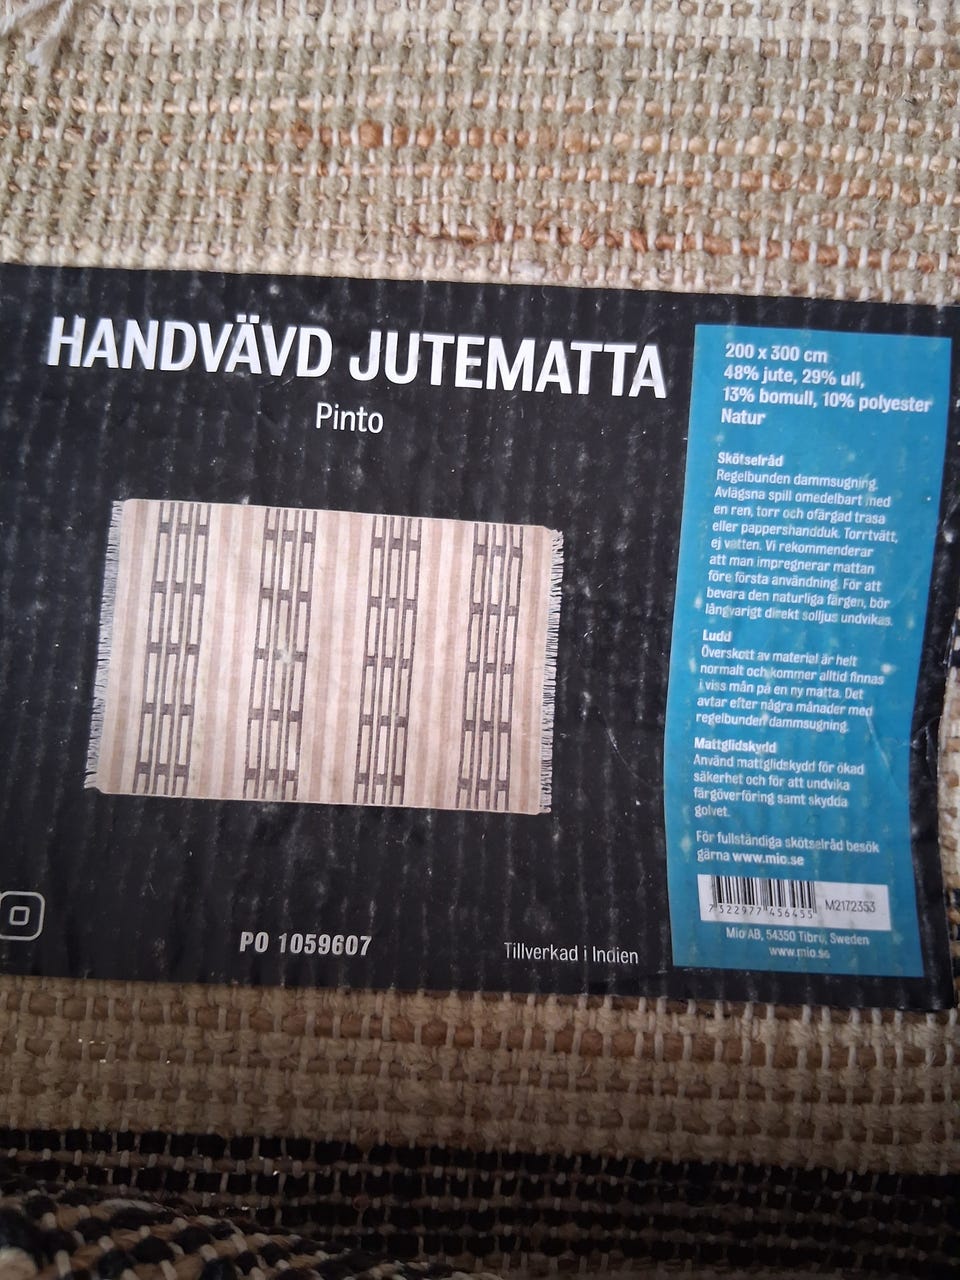 HANDVÄVD JUTEMATTA
Pinto
200 x 300 cm
48% jute, 29% ull,
13% bomull, 10% polyester
Natur
Skötselråd
Regelbunden dammsugning.
Avlägsna spill omedelbart med
en ren, torr och ofärgad trasa
eller pappershandduk. Torrtvätt,
ej vatten. Vi rekommenderar
att man impregnerar mattan
före första användning. För att
bevara den naturliga färgen, bör
långvarigt direkt solljus undvikas.
Ludd
Överskott av material är helt
normalt och kommer alltid finnas
i viss mån på en ny matta. Det
avtar efter några månader med
regelbunden dammsugning.
Mattglidskydd
Använd mattglidskydd för ökad
säkerhet och för att undvika
färgöverföring samt skydda
golvet.
För fullständiga skötselråd besök
gärna www.mio.se
7 322977 456455
M2172353
Mio AB, 54350 Tibro, Sweden
www.mio.se
PO 1059607
Tillverkad i Indien